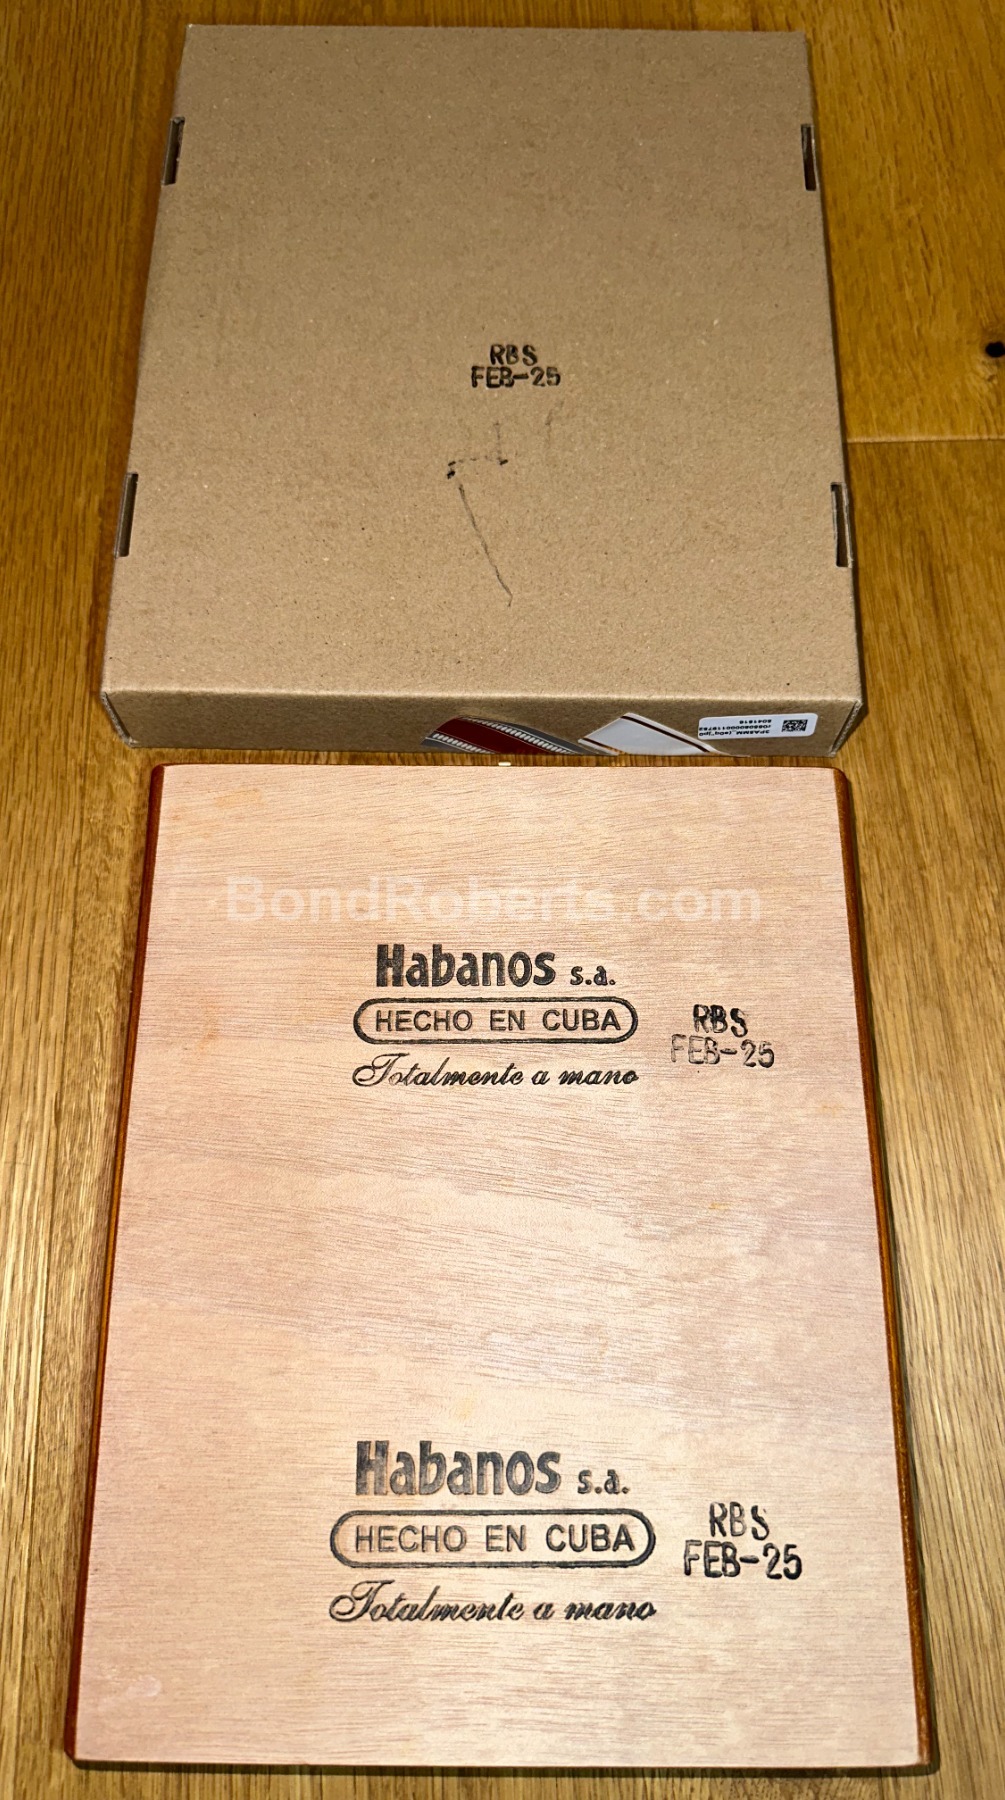 RBS
FEB-25
BondRoberts.com
Habanos s.a.
HECHO EN CUBA
Totalmente a mano
RBS
FEB-25
Habanos s.a.
HECHO EN CUBA
Totalmente a mano
RBS
FEB-25